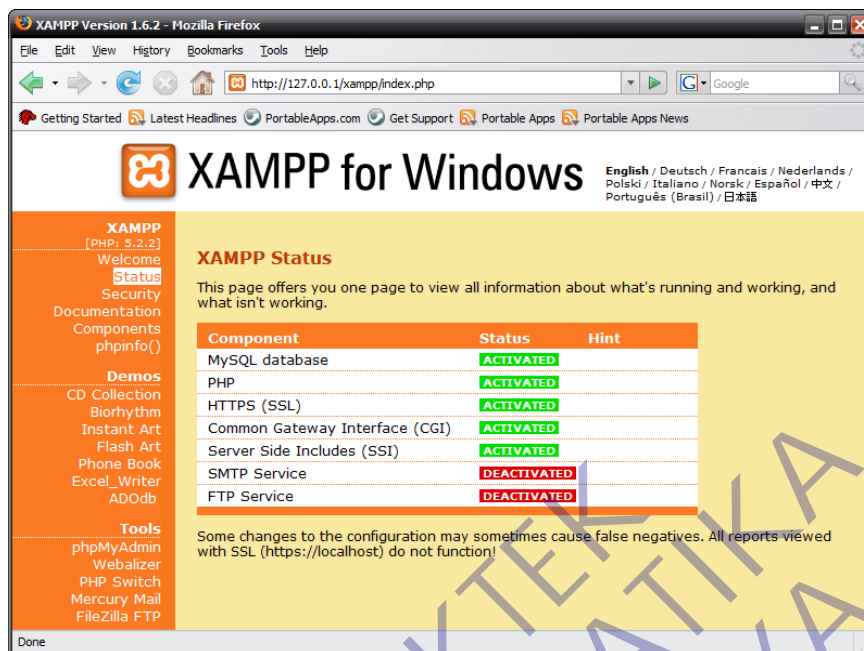 XAMPP Version 1.6.2 - Mozilla Firefox
File Edit View History Bookmarks Tools Help
http://127.0.0.1/xampp/index.php
G Google
Getting Started Latest Headlines PortableApps.com Get Support Portable Apps Portable Apps News
XAMPP for Windows
English / Deutsch / Francais / Nederlands /
Polski / Italiano / Norsk / Español / 中文 /
Português (Brasil) / 日本語
XAMPP
[PHP: 5.2.2]
Welcome
Status
Security
Documentation
Components
phpinfo()
Demos
CD Collection
Biorhythm
Instant Art
Flash Art
Phone Book
Excel_Writer
ADOdb
Tools
phpMyAdmin
Webalizer
PHP Switch
Mercury Mail
FileZilla FTP
XAMPP Status
This page offers you one page to view all information about what's running and working, and
what isn't working.
Component Status Hint
MySQL database ACTIVATED
PHP ACTIVATED
HTTPS (SSL) ACTIVATED
Common Gateway Interface (CGI) ACTIVATED
Server Side Includes (SSI) ACTIVATED
SMTP Service DEACTIVATED
FTP Service DEACTIVATED
Some changes to the configuration may sometimes cause false negatives. All reports viewed
with SSL (https://localhost) do not function!
Done